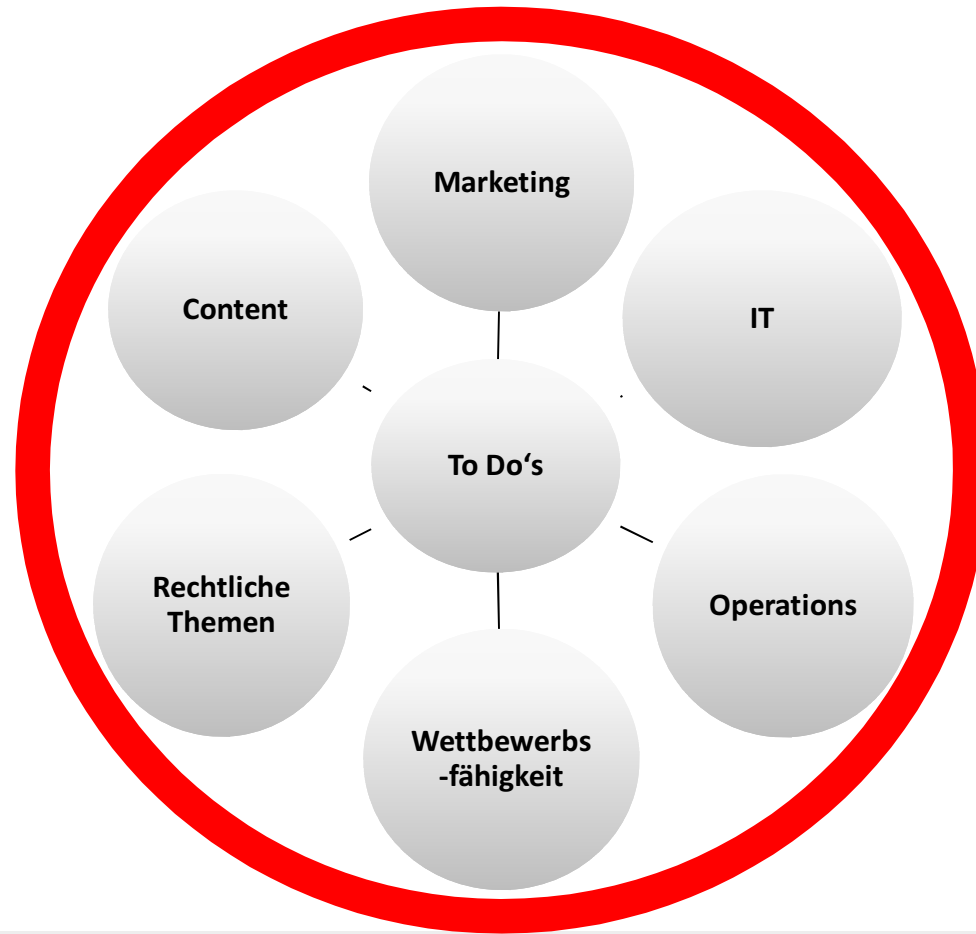 Marketing
Content
IT
To Do‘s
Rechtliche
Themen
Operations
Wettbewerbs
-fähigkeit